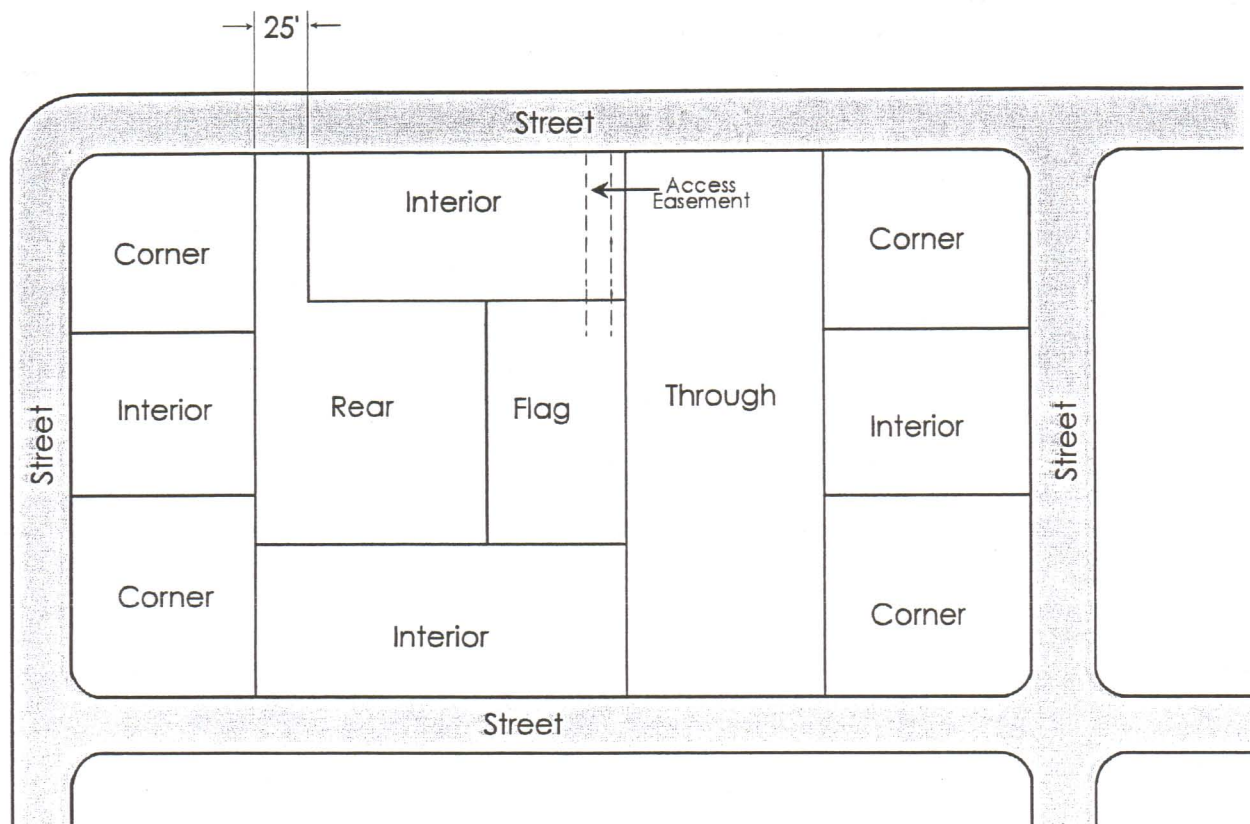 25'
Street
Interior
Access
Easement
Corner
Corner
Interior
Rear
Flag
Through
Interior
Street
Street
Corner
Interior
Corner
Street